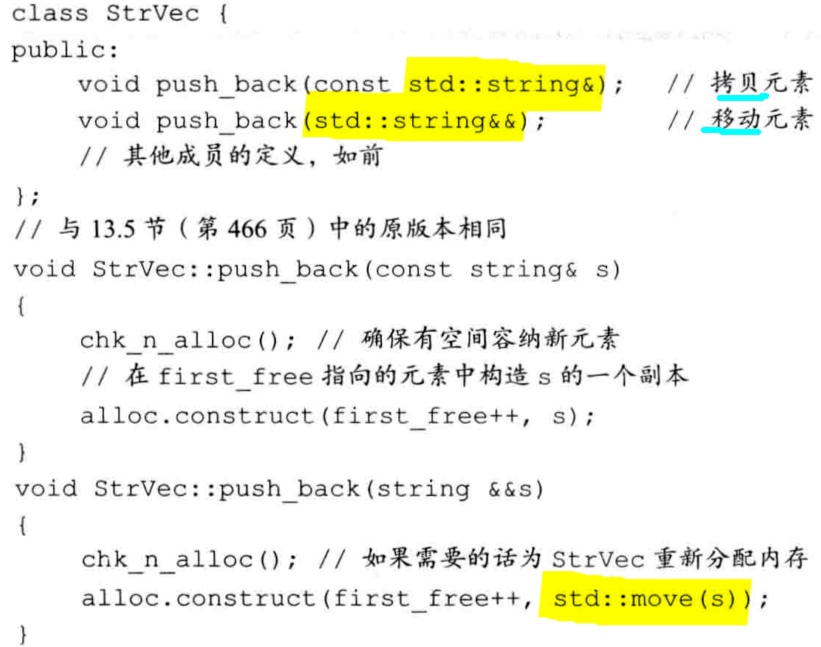 class StrVec {
public:
    void push_back(const std::string&);   // 拷贝元素
    void push_back(std::string&&);        // 移动元素
    // 其他成员的定义，如前
};
// 与 13.5 节（第 466 页）中的原版本相同
void StrVec::push_back(const string& s)
{
    chk_n_alloc(); // 确保有空间容纳新元素
    // 在 first_free 指向的元素中构造 s 的一个副本
    alloc.construct(first_free++, s);
}
void StrVec::push_back(string &&s)
{
    chk_n_alloc(); // 如果需要的话为 StrVec 重新分配内存
    alloc.construct(first_free++, std::move(s));
}